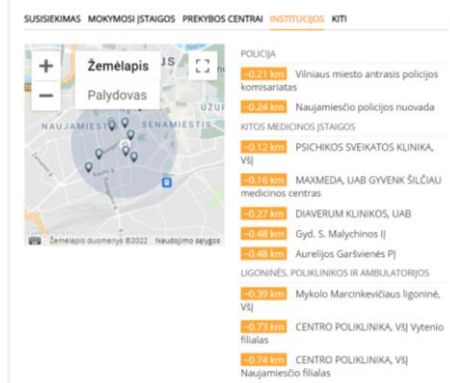 SUSISIEKIMAS MOKYMOSI ĮSTAIGOS PREKYBOS CENTRAI INSTITUCIJOS KITI
Žemėlapis
Palydovas
NAUJAMIESTIS
SENAMIESTIS
UŽUP
Žemėlapio duomenys ©2022 Naudojimo sąlygos
POLICIJA
~0.21 km Vilniaus miesto antrasis policijos
komisariatas
~0.24 km Naujamiesčio policijos nuovada
KITOS MEDICINOS ĮSTAIGOS
~0.12 km PSICHIKOS SVEIKATOS KLINIKA,
VšĮ
~0.16 km MAXMEDA, UAB GYVENK ŠILČIAU
medicinos centras
~0.27 km DIAVERUM KLINIKOS, UAB
~0.48 km Gyd. S. Malychinos IĮ
~0.48 km Aurelijos Garšvienės PĮ
LIGONINĖS, POLIKLINIKOS IR AMBULATORIJOS
~0.39 km Mykolo Marcinkevičiaus ligoninė,
VšĮ
~0.73 km CENTRO POLIKLINIKA, VšĮ Vytenio
filialas
~0.74 km CENTRO POLIKLINIKA, VšĮ
Naujamiesčio filialas